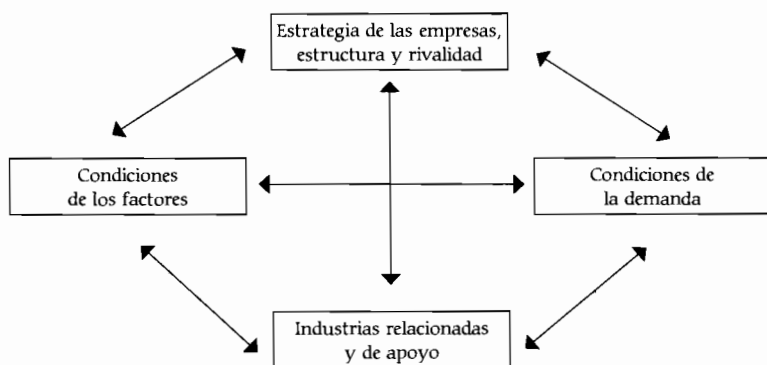 Estrategia de las empresas,
estructura y rivalidad
Condiciones
de los factores
Condiciones de
la demanda
Industrias relacionadas
y de apoyo